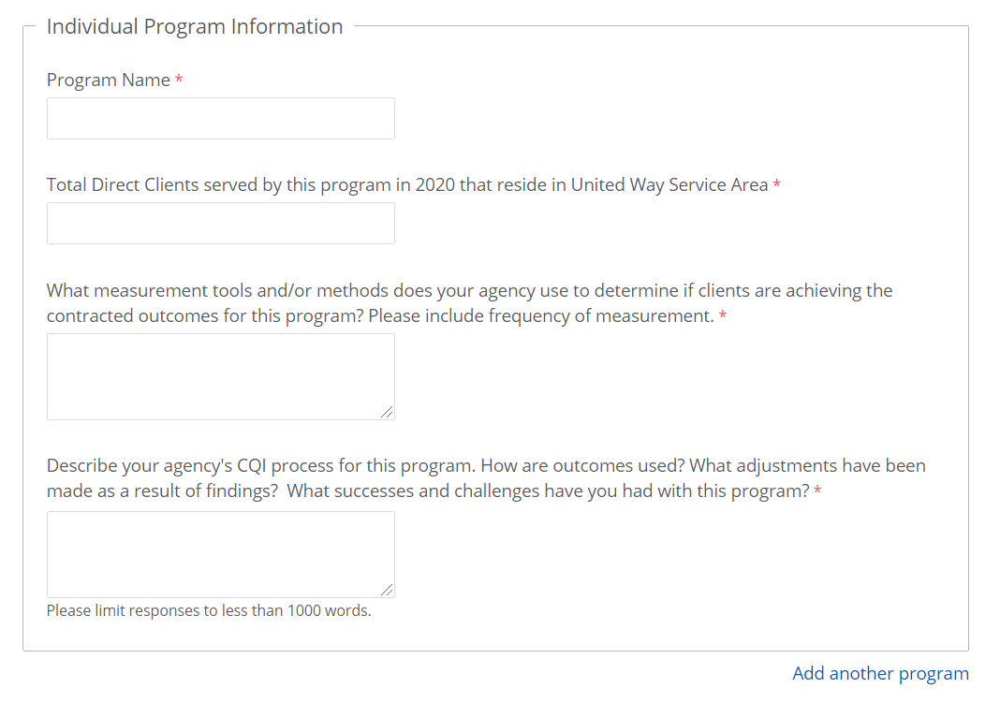 Individual Program Information
Program Name *
Total Direct Clients served by this program in 2020 that reside in United Way Service Area *
What measurement tools and/or methods does your agency use to determine if clients are achieving the
contracted outcomes for this program? Please include frequency of measurement. *
Describe your agency's CQI process for this program. How are outcomes used? What adjustments have been
made as a result of findings?  What successes and challenges have you had with this program? *
Please limit responses to less than 1000 words.
Add another program